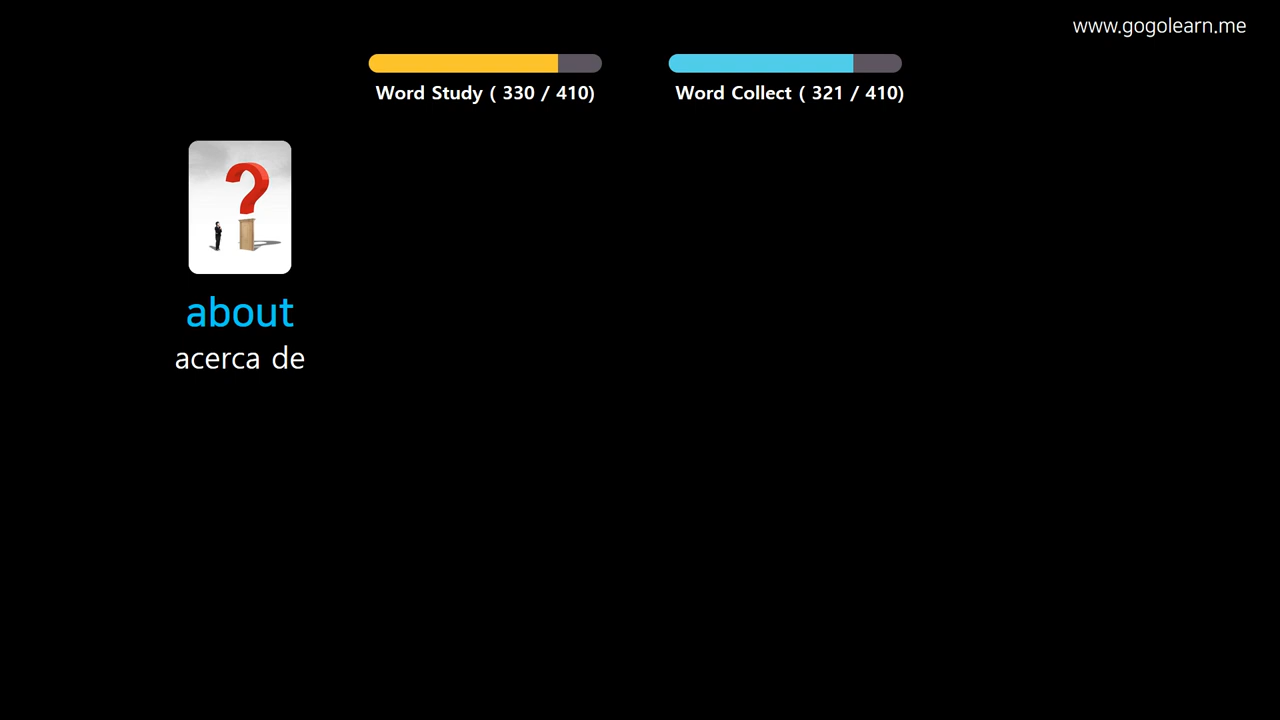 www.gogolearn.me
Word Study ( 330 / 410)
Word Collect ( 321 / 410)
?
about
acerca de